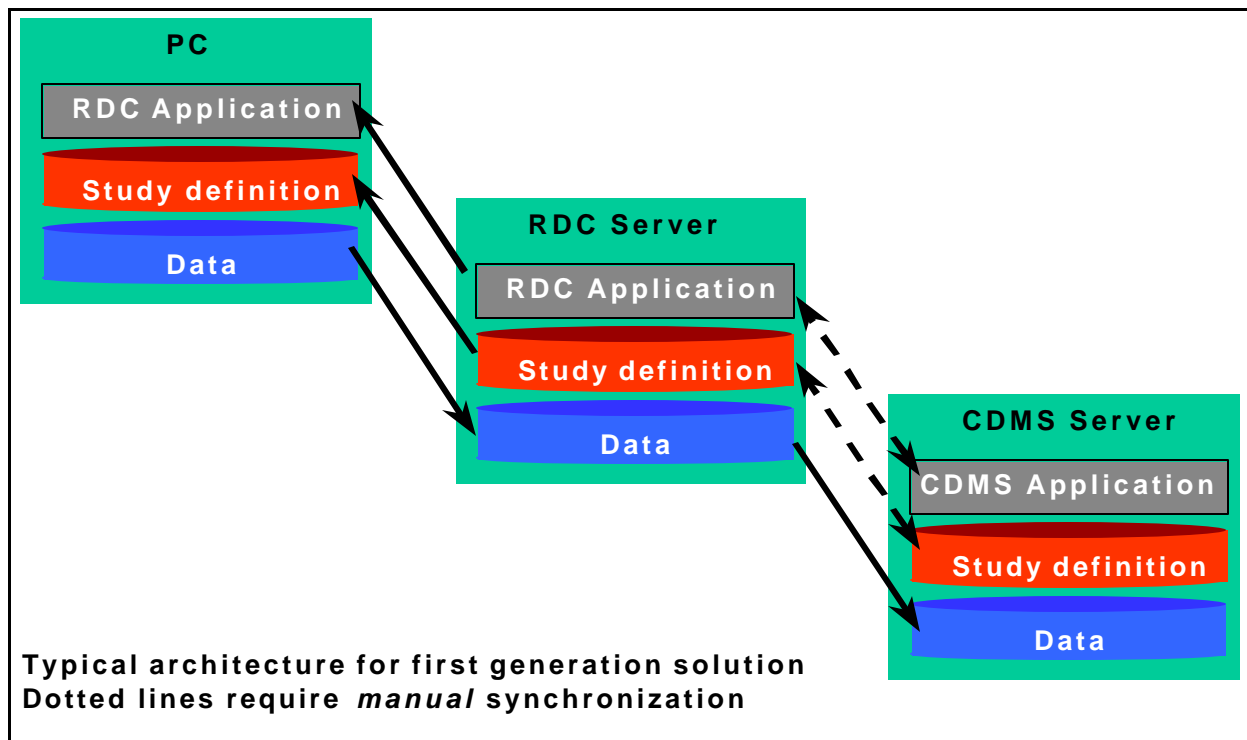 PC
RDC Application
Study definition
Data
RDC Server
RDC Application
Study definition
Data
CDMS Server
CDMS Application
Study definition
Data
Typical architecture for first generation solution
Dotted lines require manual synchronization